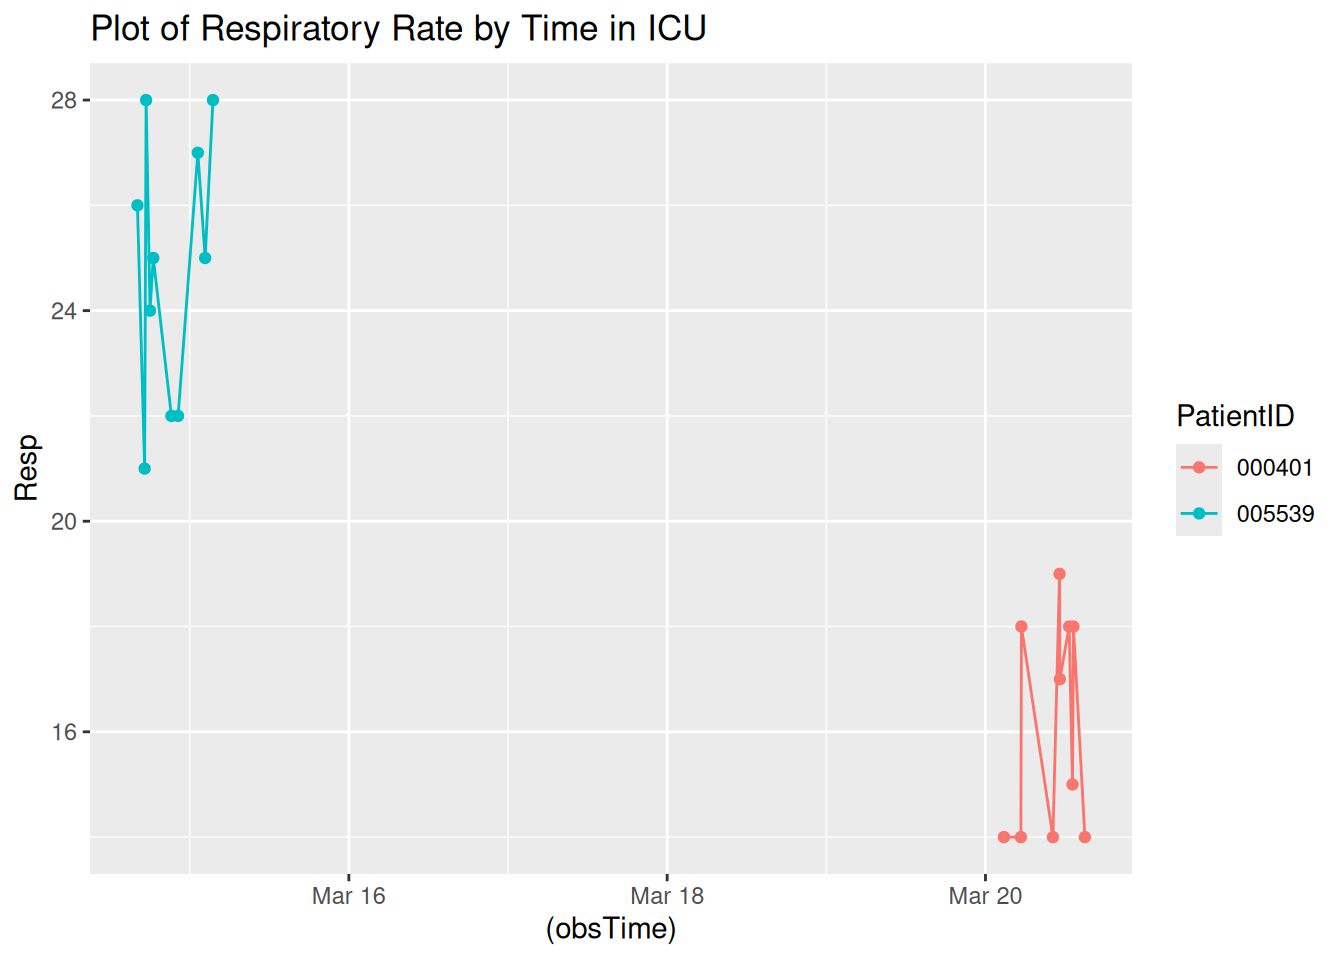 Plot of Respiratory Rate by Time in ICU
28
24
20
16
Resp
Mar 16
Mar 18
Mar 20
(obsTime)
PatientID
000401
005539